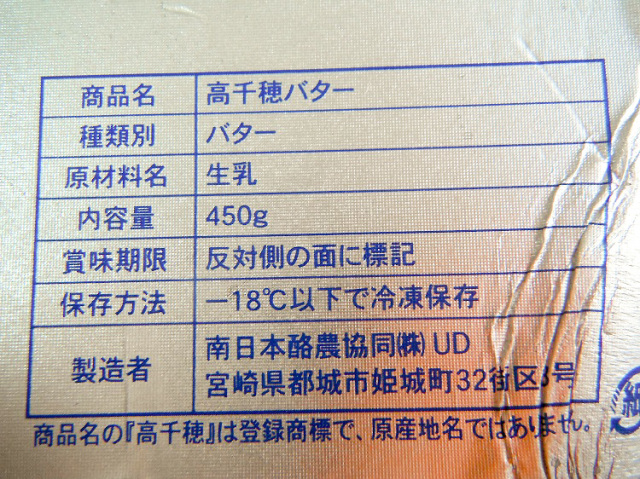 商品名 高千穂バター
種類別 バター
原材料名 生乳
内容量 450g
賞味期限 反対側の面に標記
保存方法 -18℃以下で冷凍保存
製造者 南日本酪農協同㈱ UD
宮崎県都城市姫城町32街区3号
商品名の『高千穂』は登録商標で、原産地名ではありません。
紙